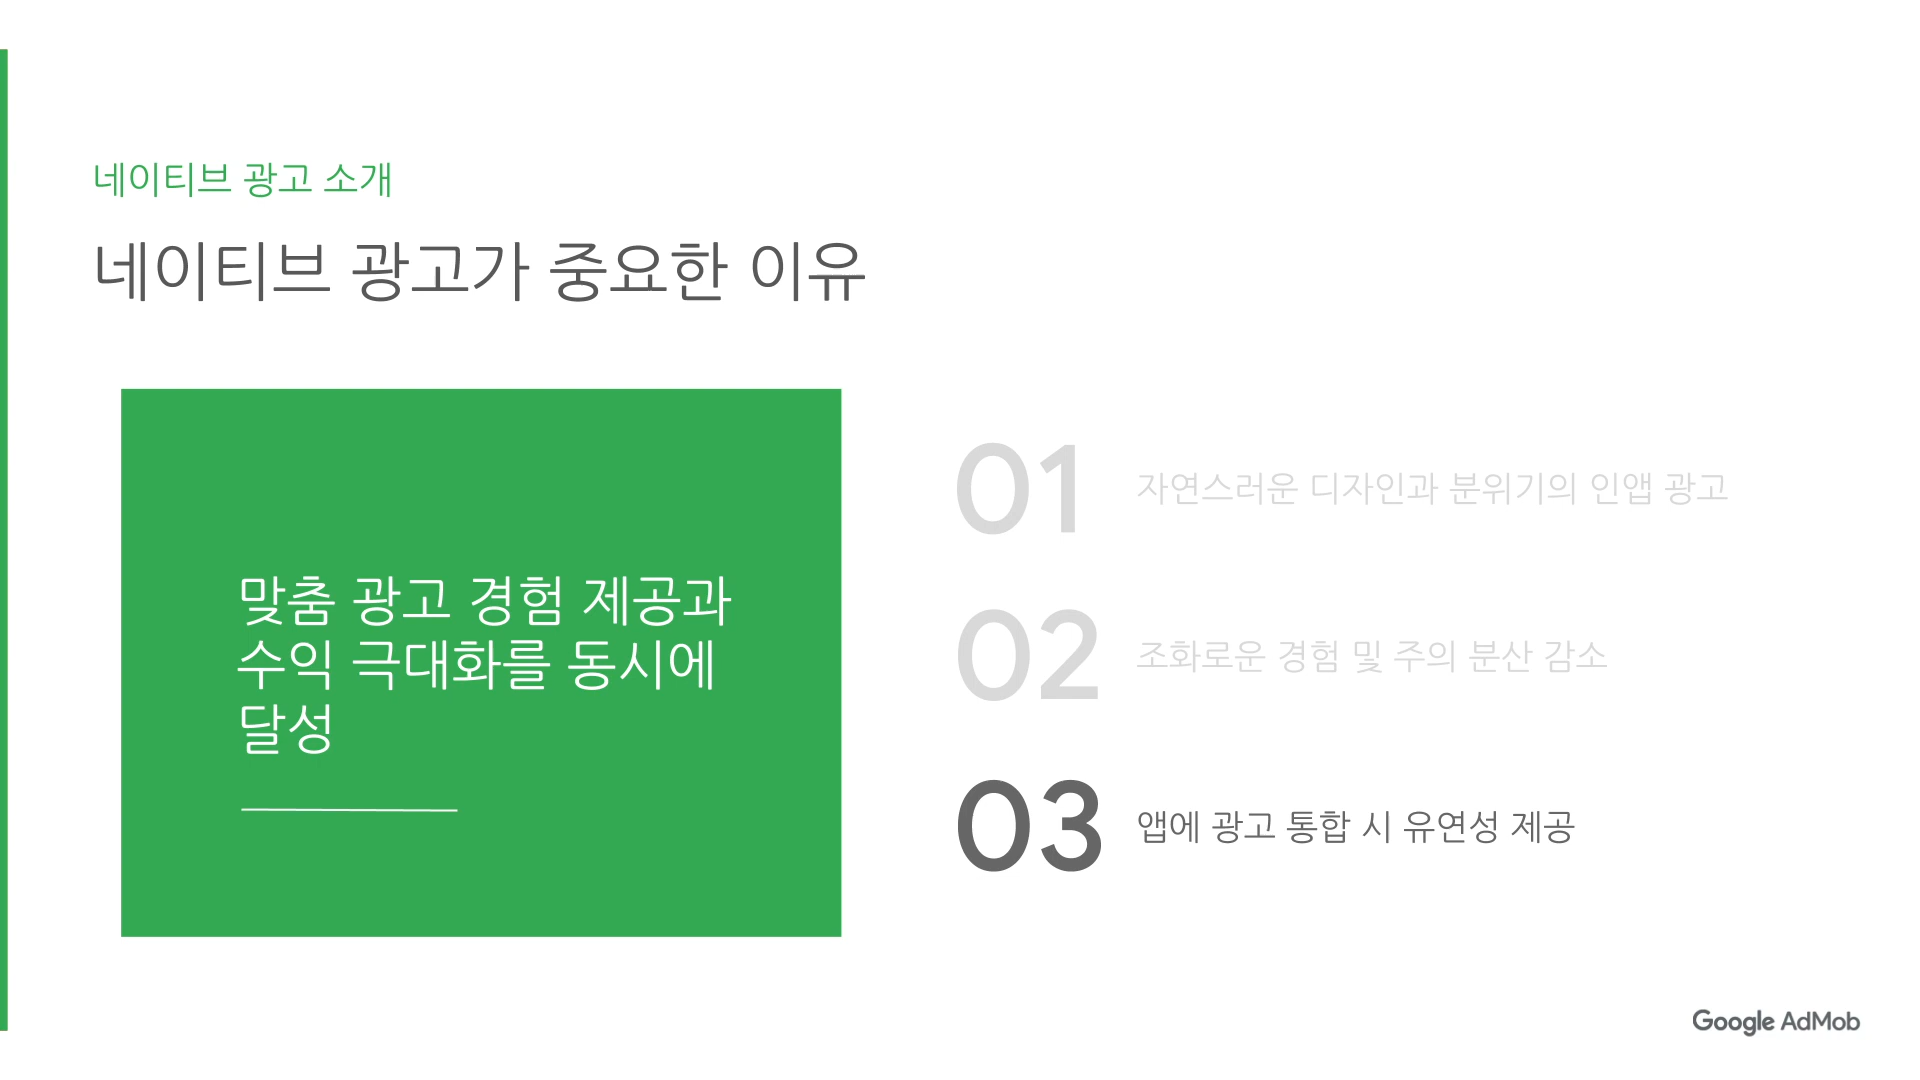 네이티브 광고 소개
네이티브 광고가 중요한 이유
맞춤 광고 경험 제공과
수익 극대화를 동시에
달성
01 자연스러운 디자인과 분위기의 인앱 광고
02 조화로운 경험 및 주의 분산 감소
03 앱에 광고 통합 시 유연성 제공
Google AdMob